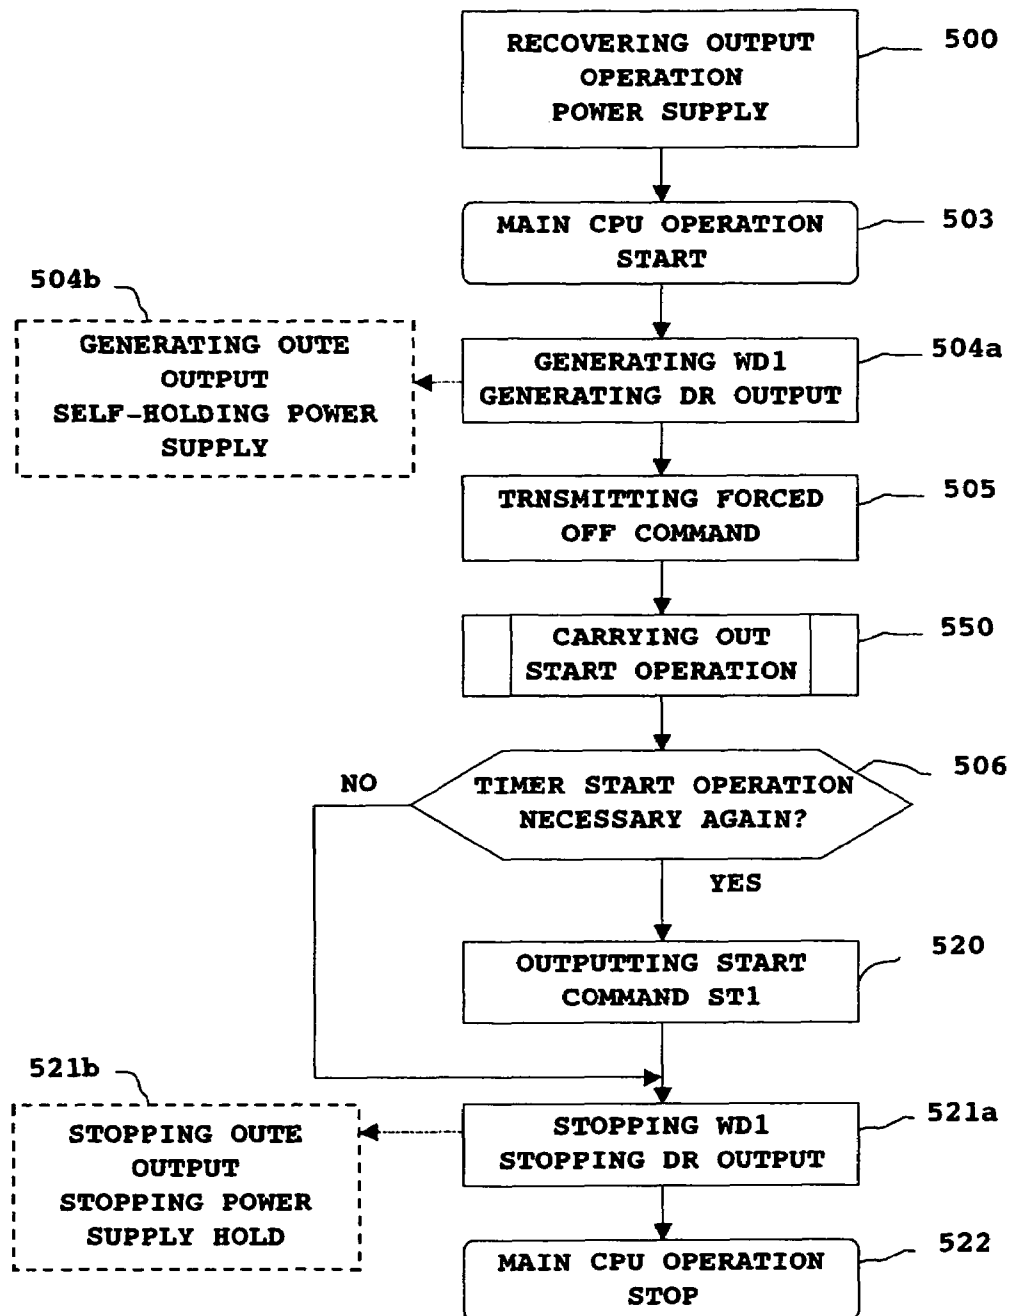 RECOVERING OUTPUT
OPERATION
POWER SUPPLY
500
MAIN CPU OPERATION
START
503
504b
GENERATING OUTE
OUTPUT
SELF-HOLDING POWER
SUPPLY
GENERATING WD1
GENERATING DR OUTPUT
504a
TRNSMITTING FORCED
OFF COMMAND
505
CARRYING OUT
START OPERATION
550
TIMER START OPERATION
NECESSARY AGAIN?
506
NO
YES
OUTPUTTING START
COMMAND ST1
520
521b
STOPPING OUTE
OUTPUT
STOPPING POWER
SUPPLY HOLD
STOPPING WD1
STOPPING DR OUTPUT
521a
MAIN CPU OPERATION
STOP
522